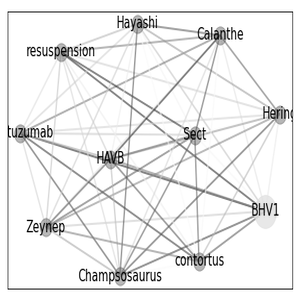 Hayashi
Calanthe
resuspension
Hering
tuzumab
Sect
HAVB
BHV1
Zeynep
contortus
Champsosaurus